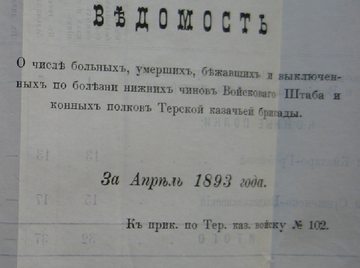 ВѢДОМОСТЬ
О числѣ больныхъ, умершихъ, бѣжавшихъ и выключен-
ныхъ по болѣзни нижнихъ чиновъ Войсковаго Штаба и
конныхъ полковъ Терской казачьей бригады.
За Апрѣль 1893 года.
Къ прик. по Тер. каз. войску № 102.